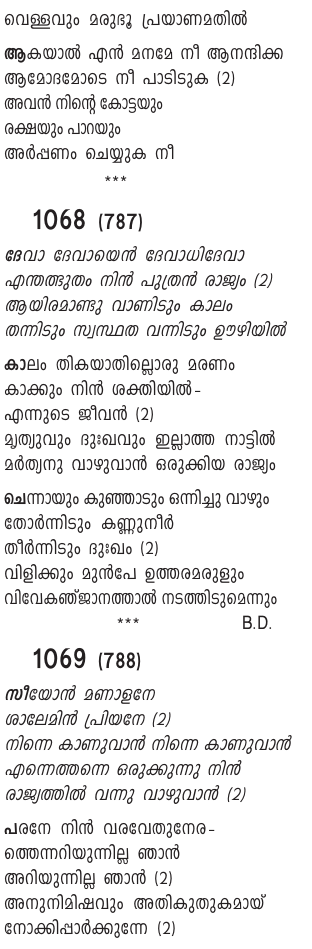 വെള്ളവും മരുഭൂ പ്രയാണമതിൽ
ആകയാൽ എൻ മനമേ നീ ആനന്ദിക്ക
ആമോദമോടെ നീ പാടിടുക (2)
അവൻ നിന്റെ കോട്ടയും
രക്ഷയും പാറയും
അർപ്പണം ചെയ്യുക നീ
***
1068 (787)
ദേവാ ദേവായെൻ ദേവാധിദേവാ
എന്തത്ഭുതം നിൻ പുത്രൻ രാജ്യം (2)
ആയിരമാണ്ടു വാണിടും കാലം
തന്നിടും സ്വസ്ഥത വന്നിടും ഊഴിയിൽ
കാലം തികയാതില്ലൊരു മരണം
കാക്കും നിൻ ശക്തിയിൽ-
എന്നുടെ ജീവൻ (2)
മൃത്യുവും ദുഃഖവും ഇല്ലാത്ത നാട്ടിൽ
മർത്യനു വാഴുവാൻ ഒരുക്കിയ രാജ്യം
ചെന്നായും കുഞ്ഞാടും ഒന്നിച്ചു വാഴും
തോർന്നിടും കണ്ണുനീർ
തീർന്നിടും ദുഃഖം (2)
വിളിക്കും മുൻപേ ഉത്തരമരുളും
വിവേകഞ്ജാനത്താൽ നടത്തിടുമെന്നും
*** B.D.
1069 (788)
സീയോൻ മണാളനേ
ശാലേമിൻ പ്രിയനേ (2)
നിന്നെ കാണുവാൻ നിന്നെ കാണുവാൻ
എന്നെത്തന്നെ ഒരുക്കുന്നു നിൻ
രാജ്യത്തിൽ വന്നു വാഴുവാൻ (2)
പരനേ നിൻ വരവേതുനേര-
ത്തെന്നറിയുന്നില്ല ഞാൻ
അറിയുന്നില്ല ഞാൻ (2)
അനുനിമിഷവും അതികുതുകമായ്
നോക്കിപ്പാർക്കുന്നേ (2)